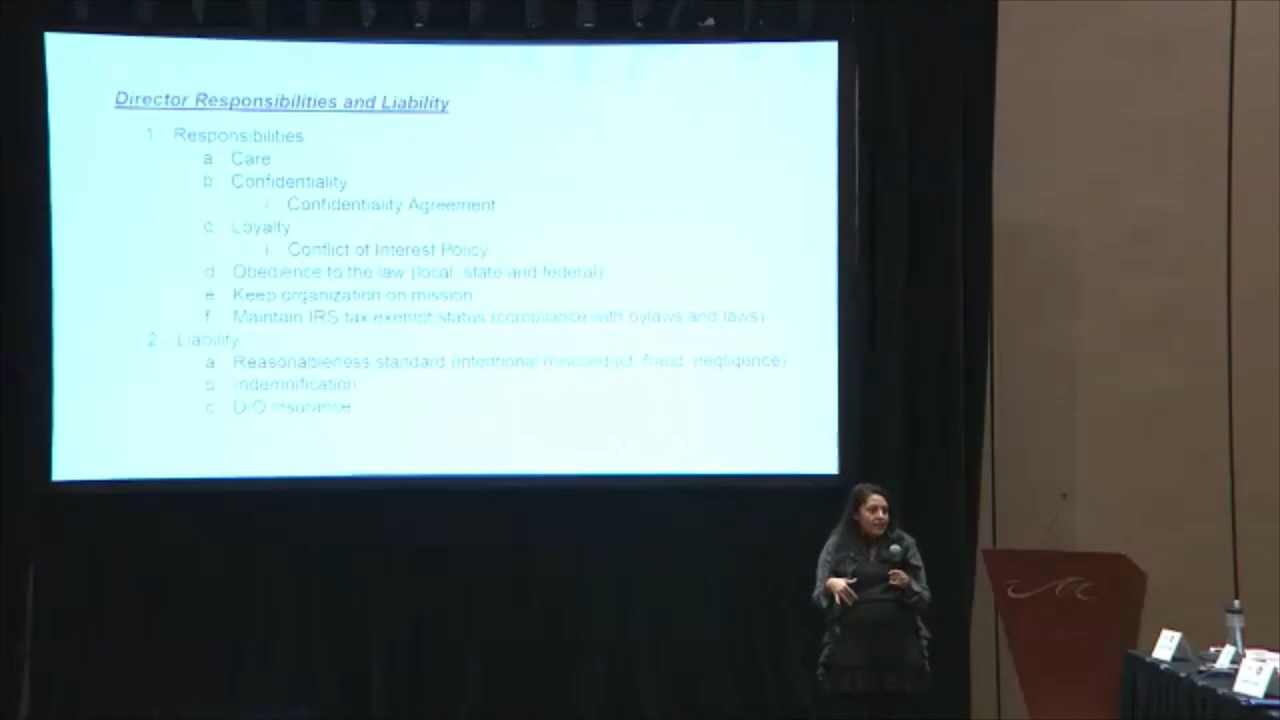 Director Responsibilities and Liability
1. Responsibilities
a. Care
b. Confidentiality
i. Confidentiality Agreement
c. Loyalty
i. Conflict of Interest Policy
d. Obedience to the law (local, state and federal)
e. Keep organization on mission
f. Maintain IRS tax exempt status (compliance with bylaws and laws)
2. Liability
a. Reasonableness standard (intentional misconduct, fraud, negligence)
b. Indemnification
c. D/O insurance